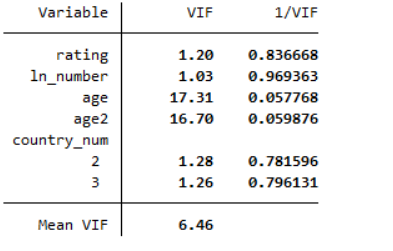 Variable VIF 1/VIF
rating 1.20 0.836668
ln_number 1.03 0.969363
age 17.31 0.057768
age2 16.70 0.059876
country_num
2 1.28 0.781596
3 1.26 0.796131
Mean VIF 6.46